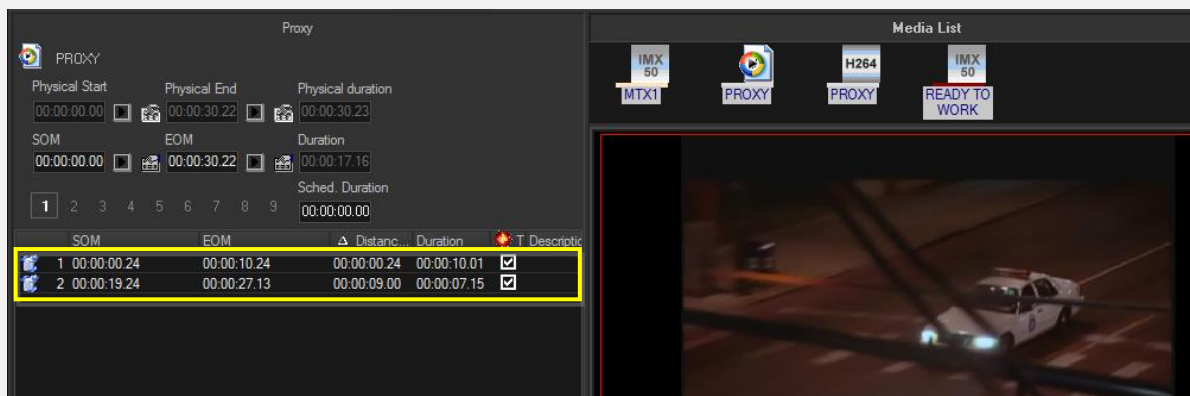 Proxy
PROXY
Physical Start Physical End Physical duration
00:00:00.00 00:00:30.22 00:00:30.23
SOM EOM Duration
00:00:00.00 00:00:30.22 00:00:17.16
Sched. Duration
1 2 3 4 5 6 7 8 9 00:00:00.00
SOM EOM Δ Distanc... Duration T Descriptic
1 00:00:00.24 00:00:10.24 00:00:00.24 00:00:10.01
2 00:00:19.24 00:00:27.13 00:00:09.00 00:00:07.15
Media List
IMX
50
MTX1
PROXY
H264
PROXY
IMX
50
READY TO
WORK